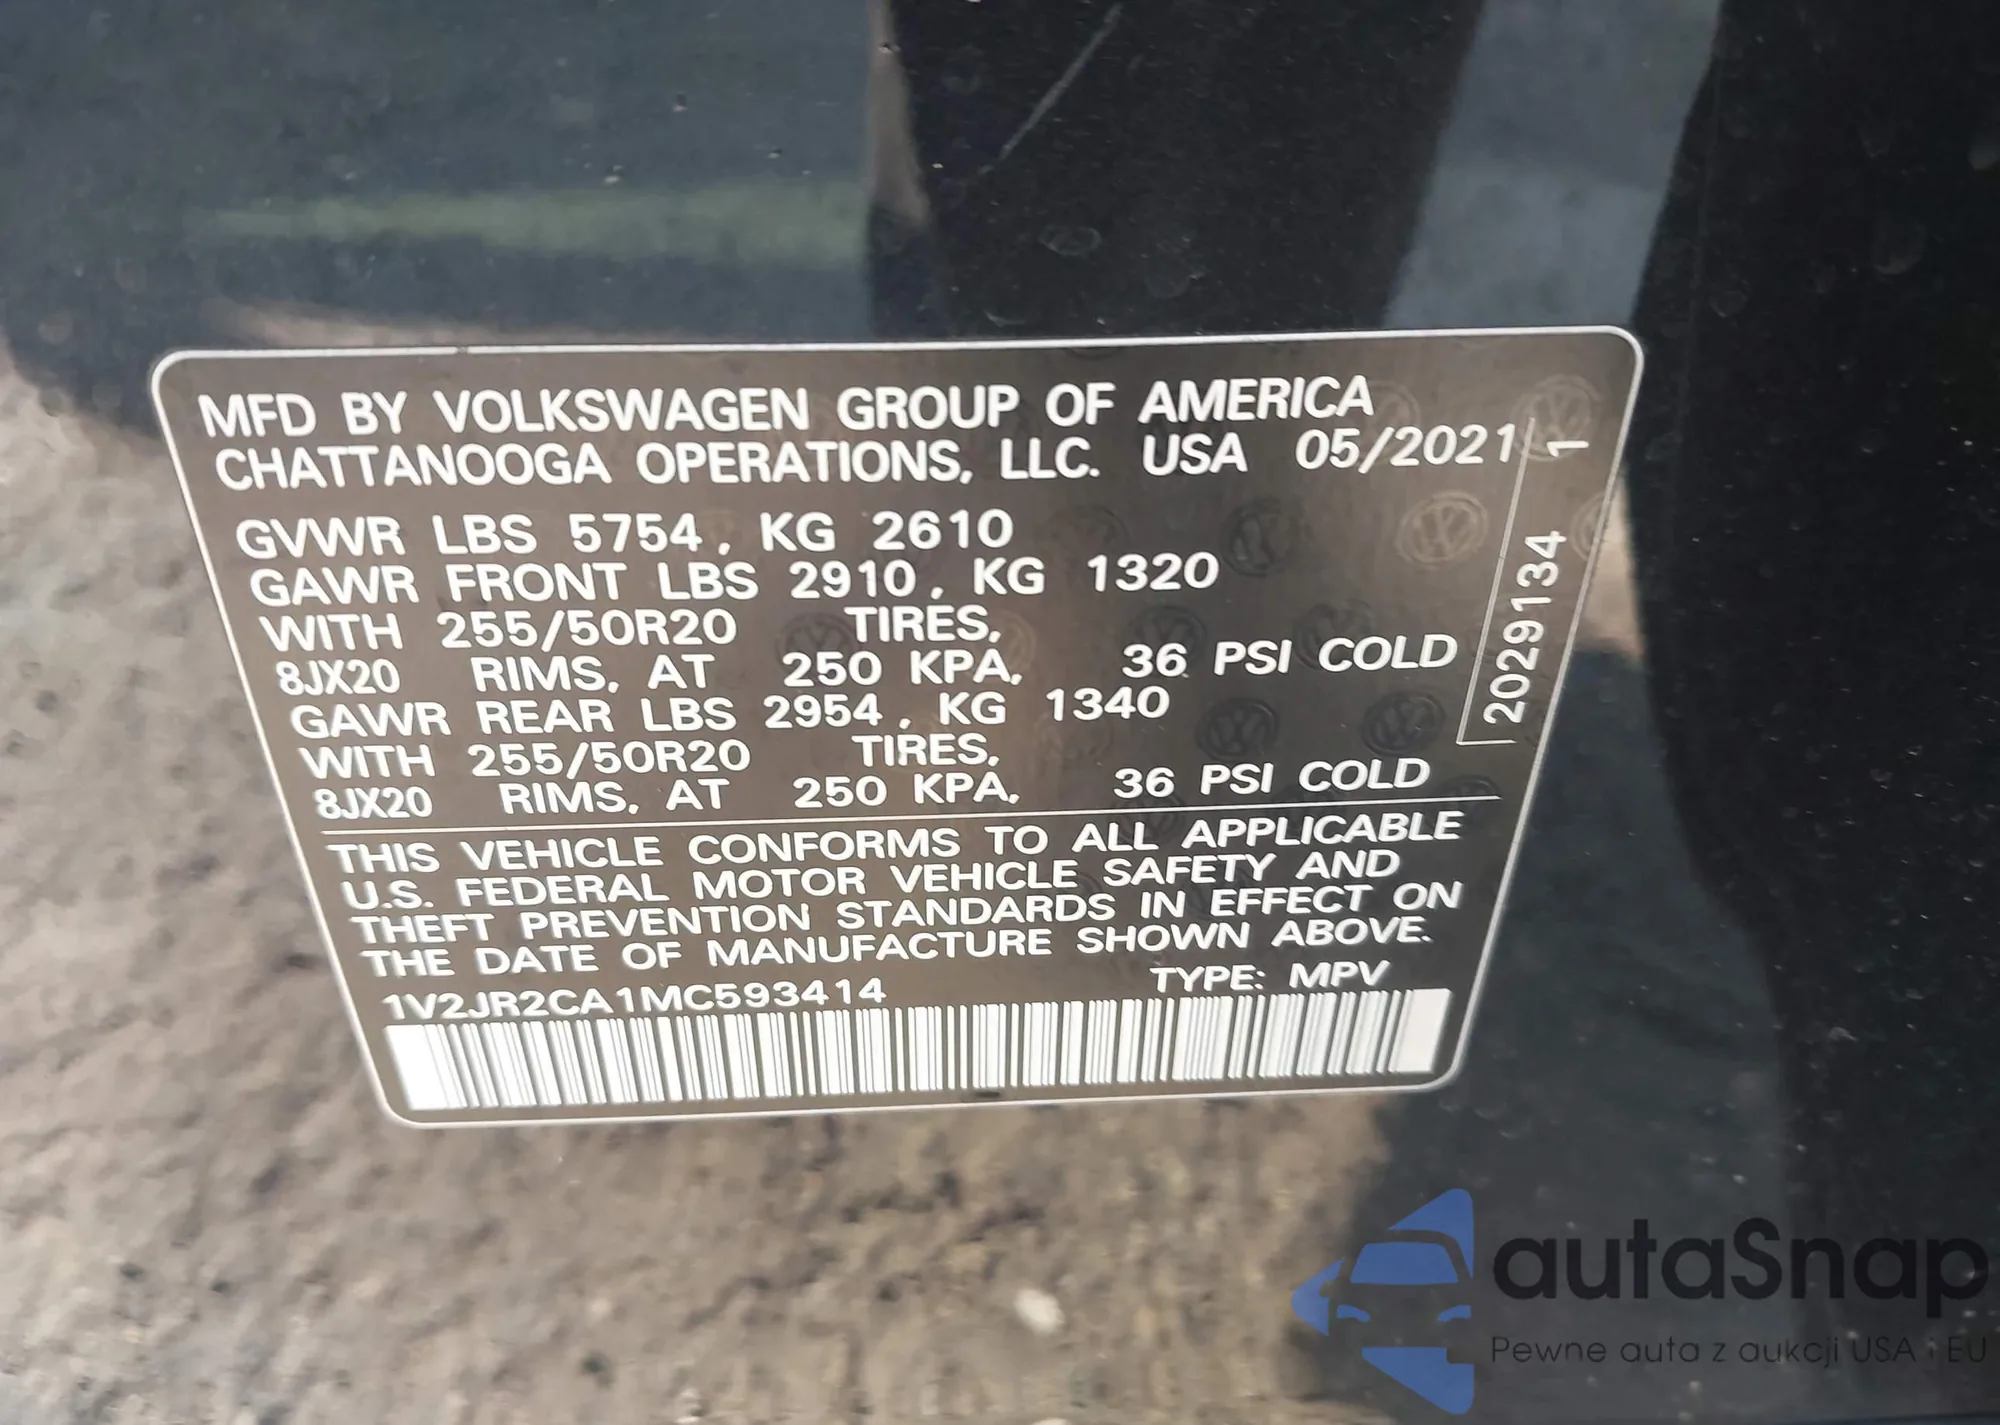 MFD BY VOLKSWAGEN GROUP OF AMERICA
CHATTANOOGA OPERATIONS, LLC. USA 05/2021
GVWR LBS 5754, KG 2610
GAWR FRONT LBS 2910, KG 1320
WITH 255/50R20 TIRES,
8JX20 RIMS, AT 250 KPA, 36 PSI COLD
GAWR REAR LBS 2954, KG 1340
WITH 255/50R20 TIRES,
8JX20 RIMS, AT 250 KPA, 36 PSI COLD
THIS VEHICLE CONFORMS TO ALL APPLICABLE
U.S. FEDERAL MOTOR VEHICLE SAFETY AND
THEFT PREVENTION STANDARDS IN EFFECT ON
THE DATE OF MANUFACTURE SHOWN ABOVE.
1V2JR2CA1MC593414 TYPE: MPV
2029134 1
autaSnap
Pewne auta z aukcji USA i EU